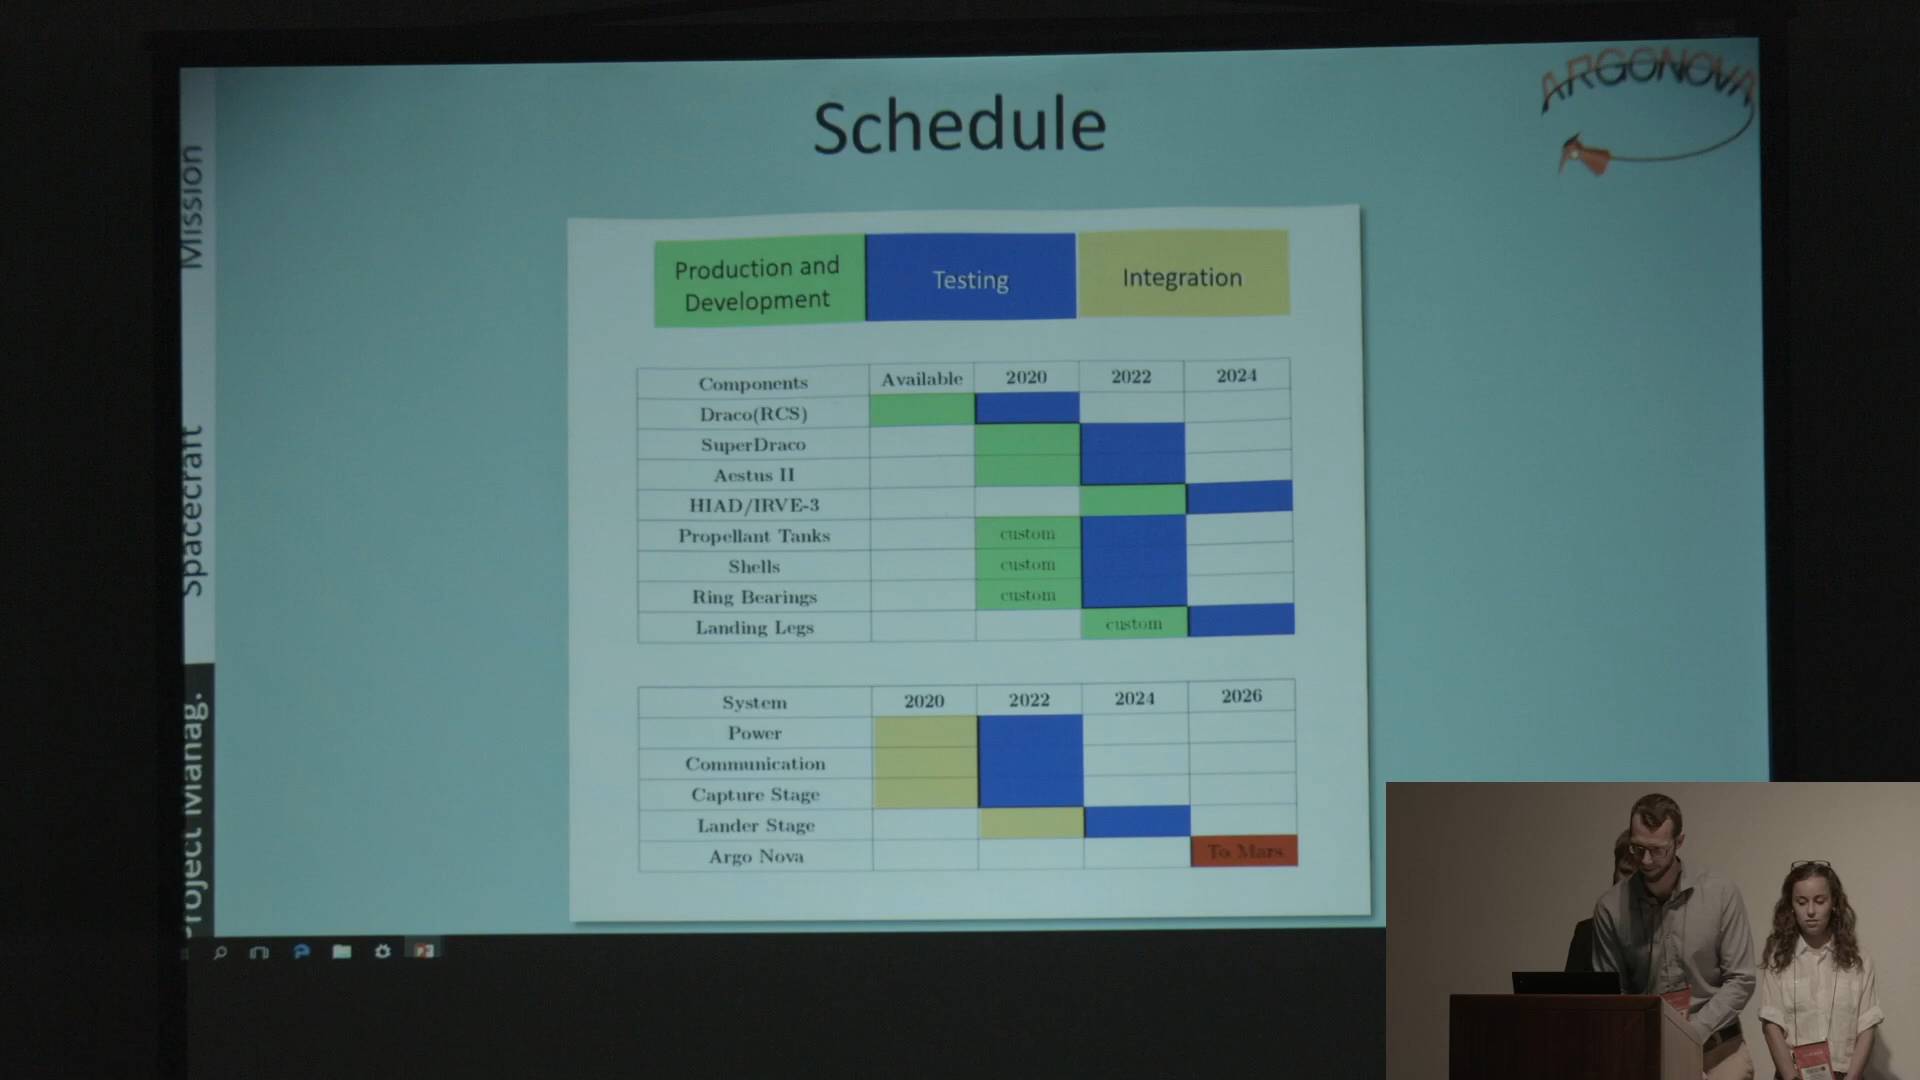 Schedule
ARGONOVA
Mission
Spacecraft
Project Manag.
Production and
Development
Testing
Integration
Components Available 2020 2022 2024
Draco(RCS)
SuperDraco
Aestus II
HIAD/IRVE-3
Propellant Tanks custom
Shells custom
Ring Bearings custom
Landing Legs custom
System 2020 2022 2024 2026
Power
Communication
Capture Stage
Lander Stage
Argo Nova To Mars